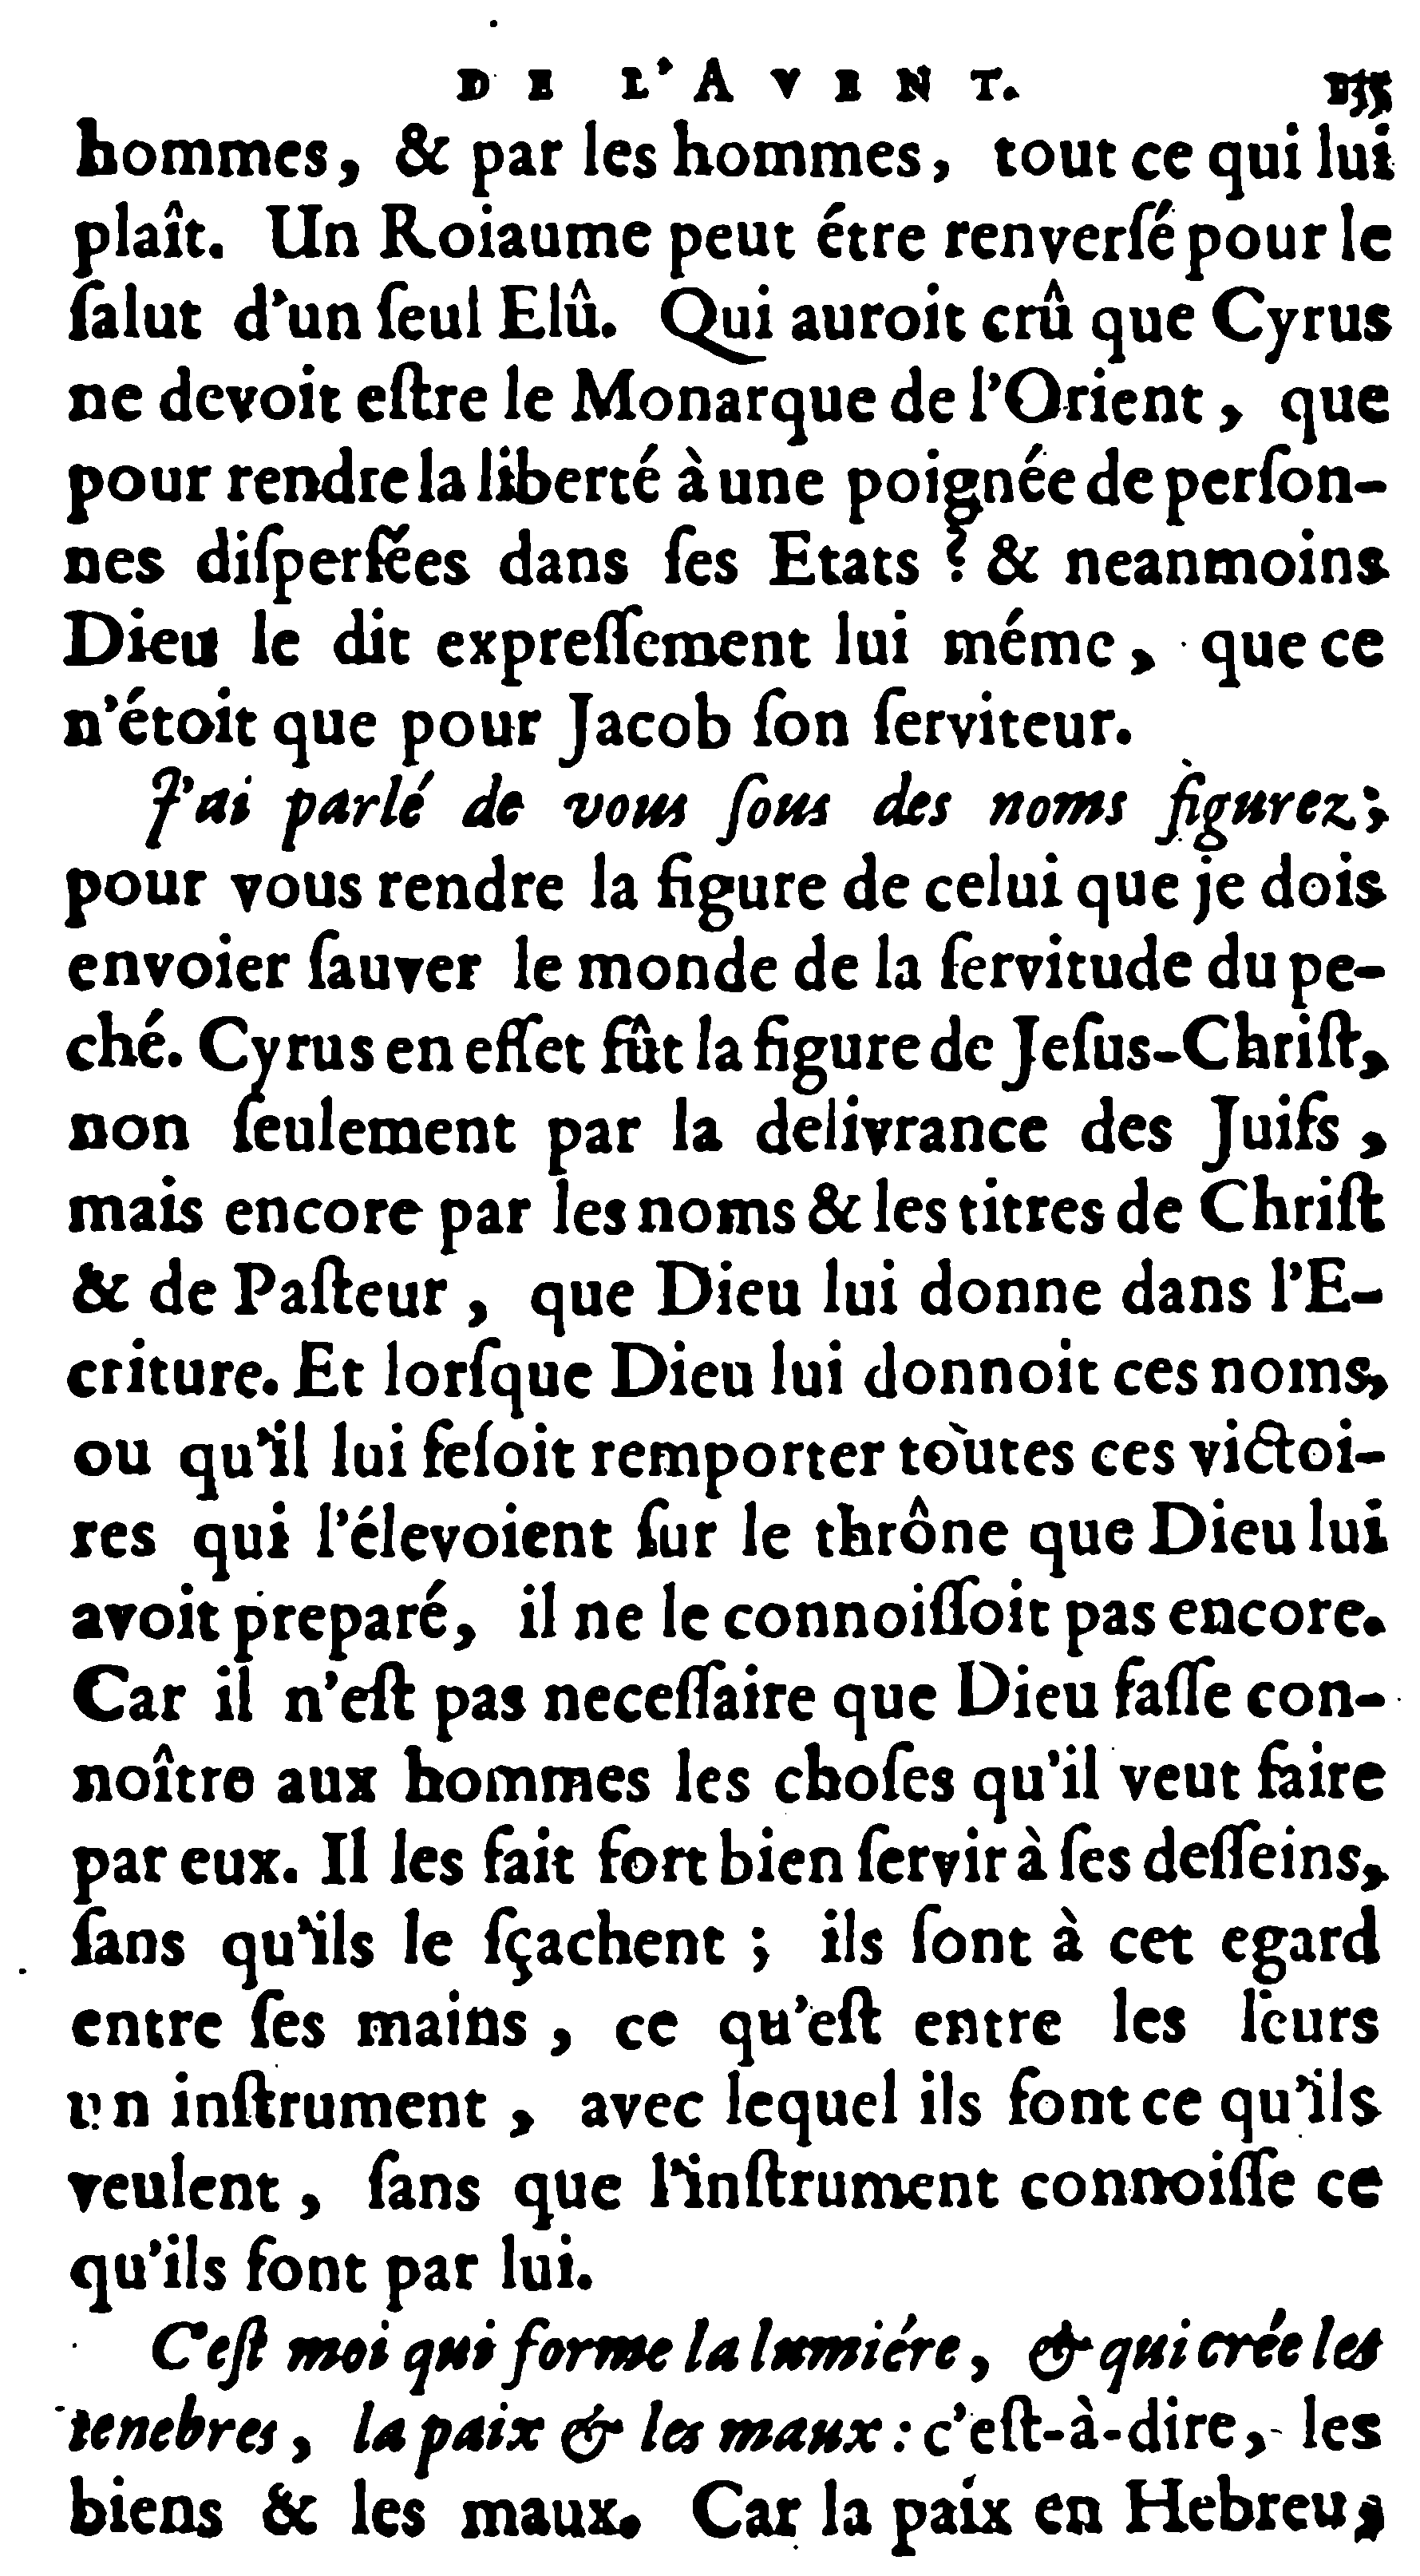 DE L'AVENT.
hommes, & par les hommes, tout ce qui lui
plaît. Un Roiaume peut étre renverſé pour le
ſalut d'un ſeul Elû. Qui auroit crû que Cyrus
ne devoit eſtre le Monarque de l'Orient, que
pour rendre la liberté à une poignée de perſon-
nes diſperſées dans ſes Etats ? & neanmoins
Dieu le dit expreſſement lui méme, que ce
n'étoit que pour Jacob ſon ſerviteur.
J'ai parlé de vous ſous des noms figurez;
pour vous rendre la figure de celui que je dois
envoier ſauver le monde de la ſervitude du pe-
ché. Cyrus en effet fût la figure de Jeſus-Chriſt,
non ſeulement par la delivrance des Juifs,
mais encore par les noms & les titres de Chriſt
& de Paſteur, que Dieu lui donne dans l'E-
criture. Et lorſque Dieu lui donnoit ces noms,
ou qu'il lui feſoit remporter toutes ces victoi-
res qui l'élevoient ſur le thrône que Dieu lui
avoit preparé, il ne le connoiſſoit pas encore.
Car il n'eſt pas neceſſaire que Dieu faſſe con-
noître aux hommes les choſes qu'il veut faire
par eux. Il les fait fort bien ſervir à ſes deſſeins,
ſans qu'ils le ſçachent ; ils ſont à cet egard
entre ſes mains, ce qu'eſt entre les leurs
un inſtrument, avec lequel ils font ce qu'ils
veulent, ſans que l'inſtrument connoiſſe ce
qu'ils font par lui.
C'eſt moi qui forme la lumiére, & qui crée les
tenebres, la paix & les maux : c'eſt-à-dire, les
biens & les maux. Car la paix en Hebreu,